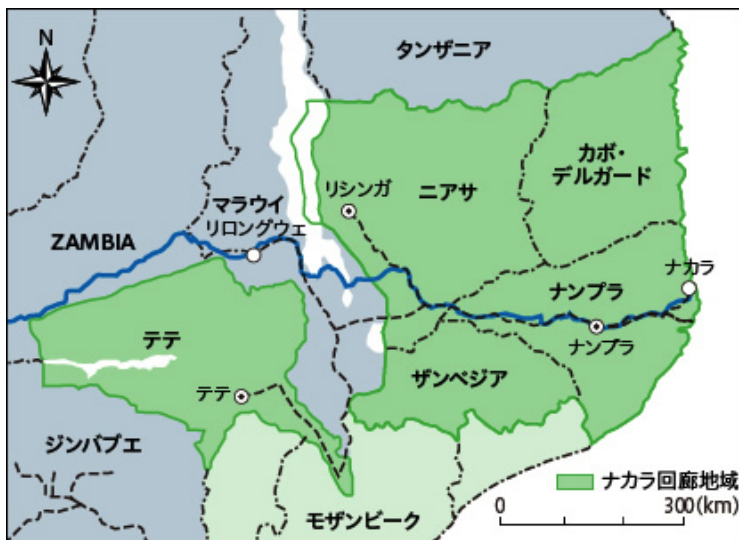 N
タンザニア
カボ・
デルガード
リシンガ
ニアサ
マラウイ
リロングウェ
ZAMBIA
ナカラ
ナンプラ
ナンプラ
テテ
ザンベジア
テテ
ジンバブエ
ナカラ回廊地域
0 300(km)
モザンビーク